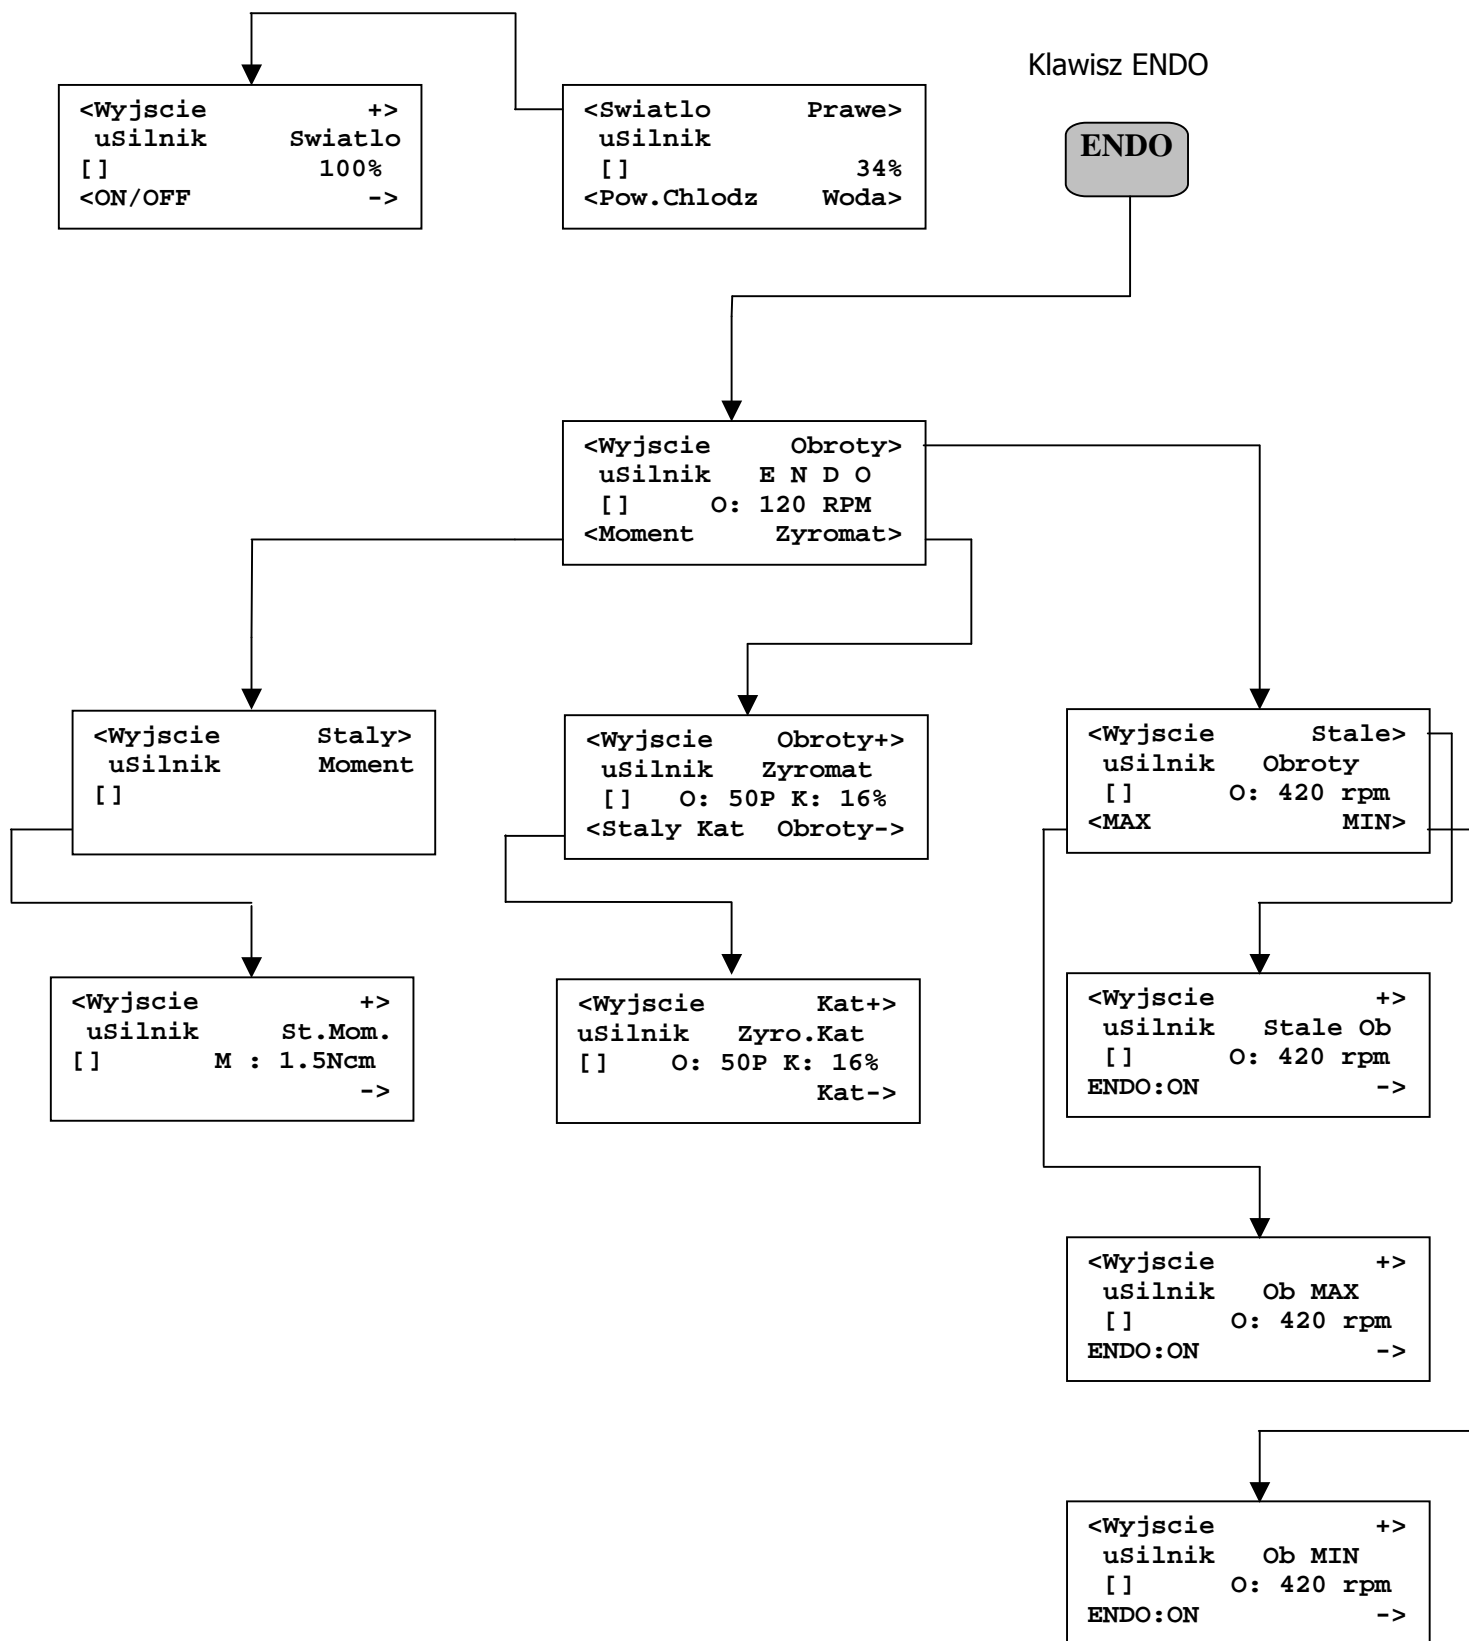 Klawisz ENDO
<Wyjscie +>
uSilnik Swiatlo
[] 100%
<ON/OFF ->
<Swiatlo Prawe>
uSilnik
[] 34%
<Pow.Chlodz Woda>
ENDO
<Wyjscie Obroty>
uSilnik E N D O
[] O: 120 RPM
<Moment Zyromat>
<Wyjscie Staly>
uSilnik Moment
[]
<Wyjscie Obroty+>
uSilnik Zyromat
[] O: 50P K: 16%
<Staly Kat Obroty->
<Wyjscie Stale>
uSilnik Obroty
[] O: 420 rpm
<MAX MIN>
<Wyjscie +>
uSilnik St.Mom.
[] M : 1.5Ncm
->
<Wyjscie Kat+>
uSilnik Zyro.Kat
[] O: 50P K: 16%
Kat->
<Wyjscie +>
uSilnik Stale Ob
[] O: 420 rpm
ENDO:ON ->
<Wyjscie +>
uSilnik Ob MAX
[] O: 420 rpm
ENDO:ON ->
<Wyjscie +>
uSilnik Ob MIN
[] O: 420 rpm
ENDO:ON ->